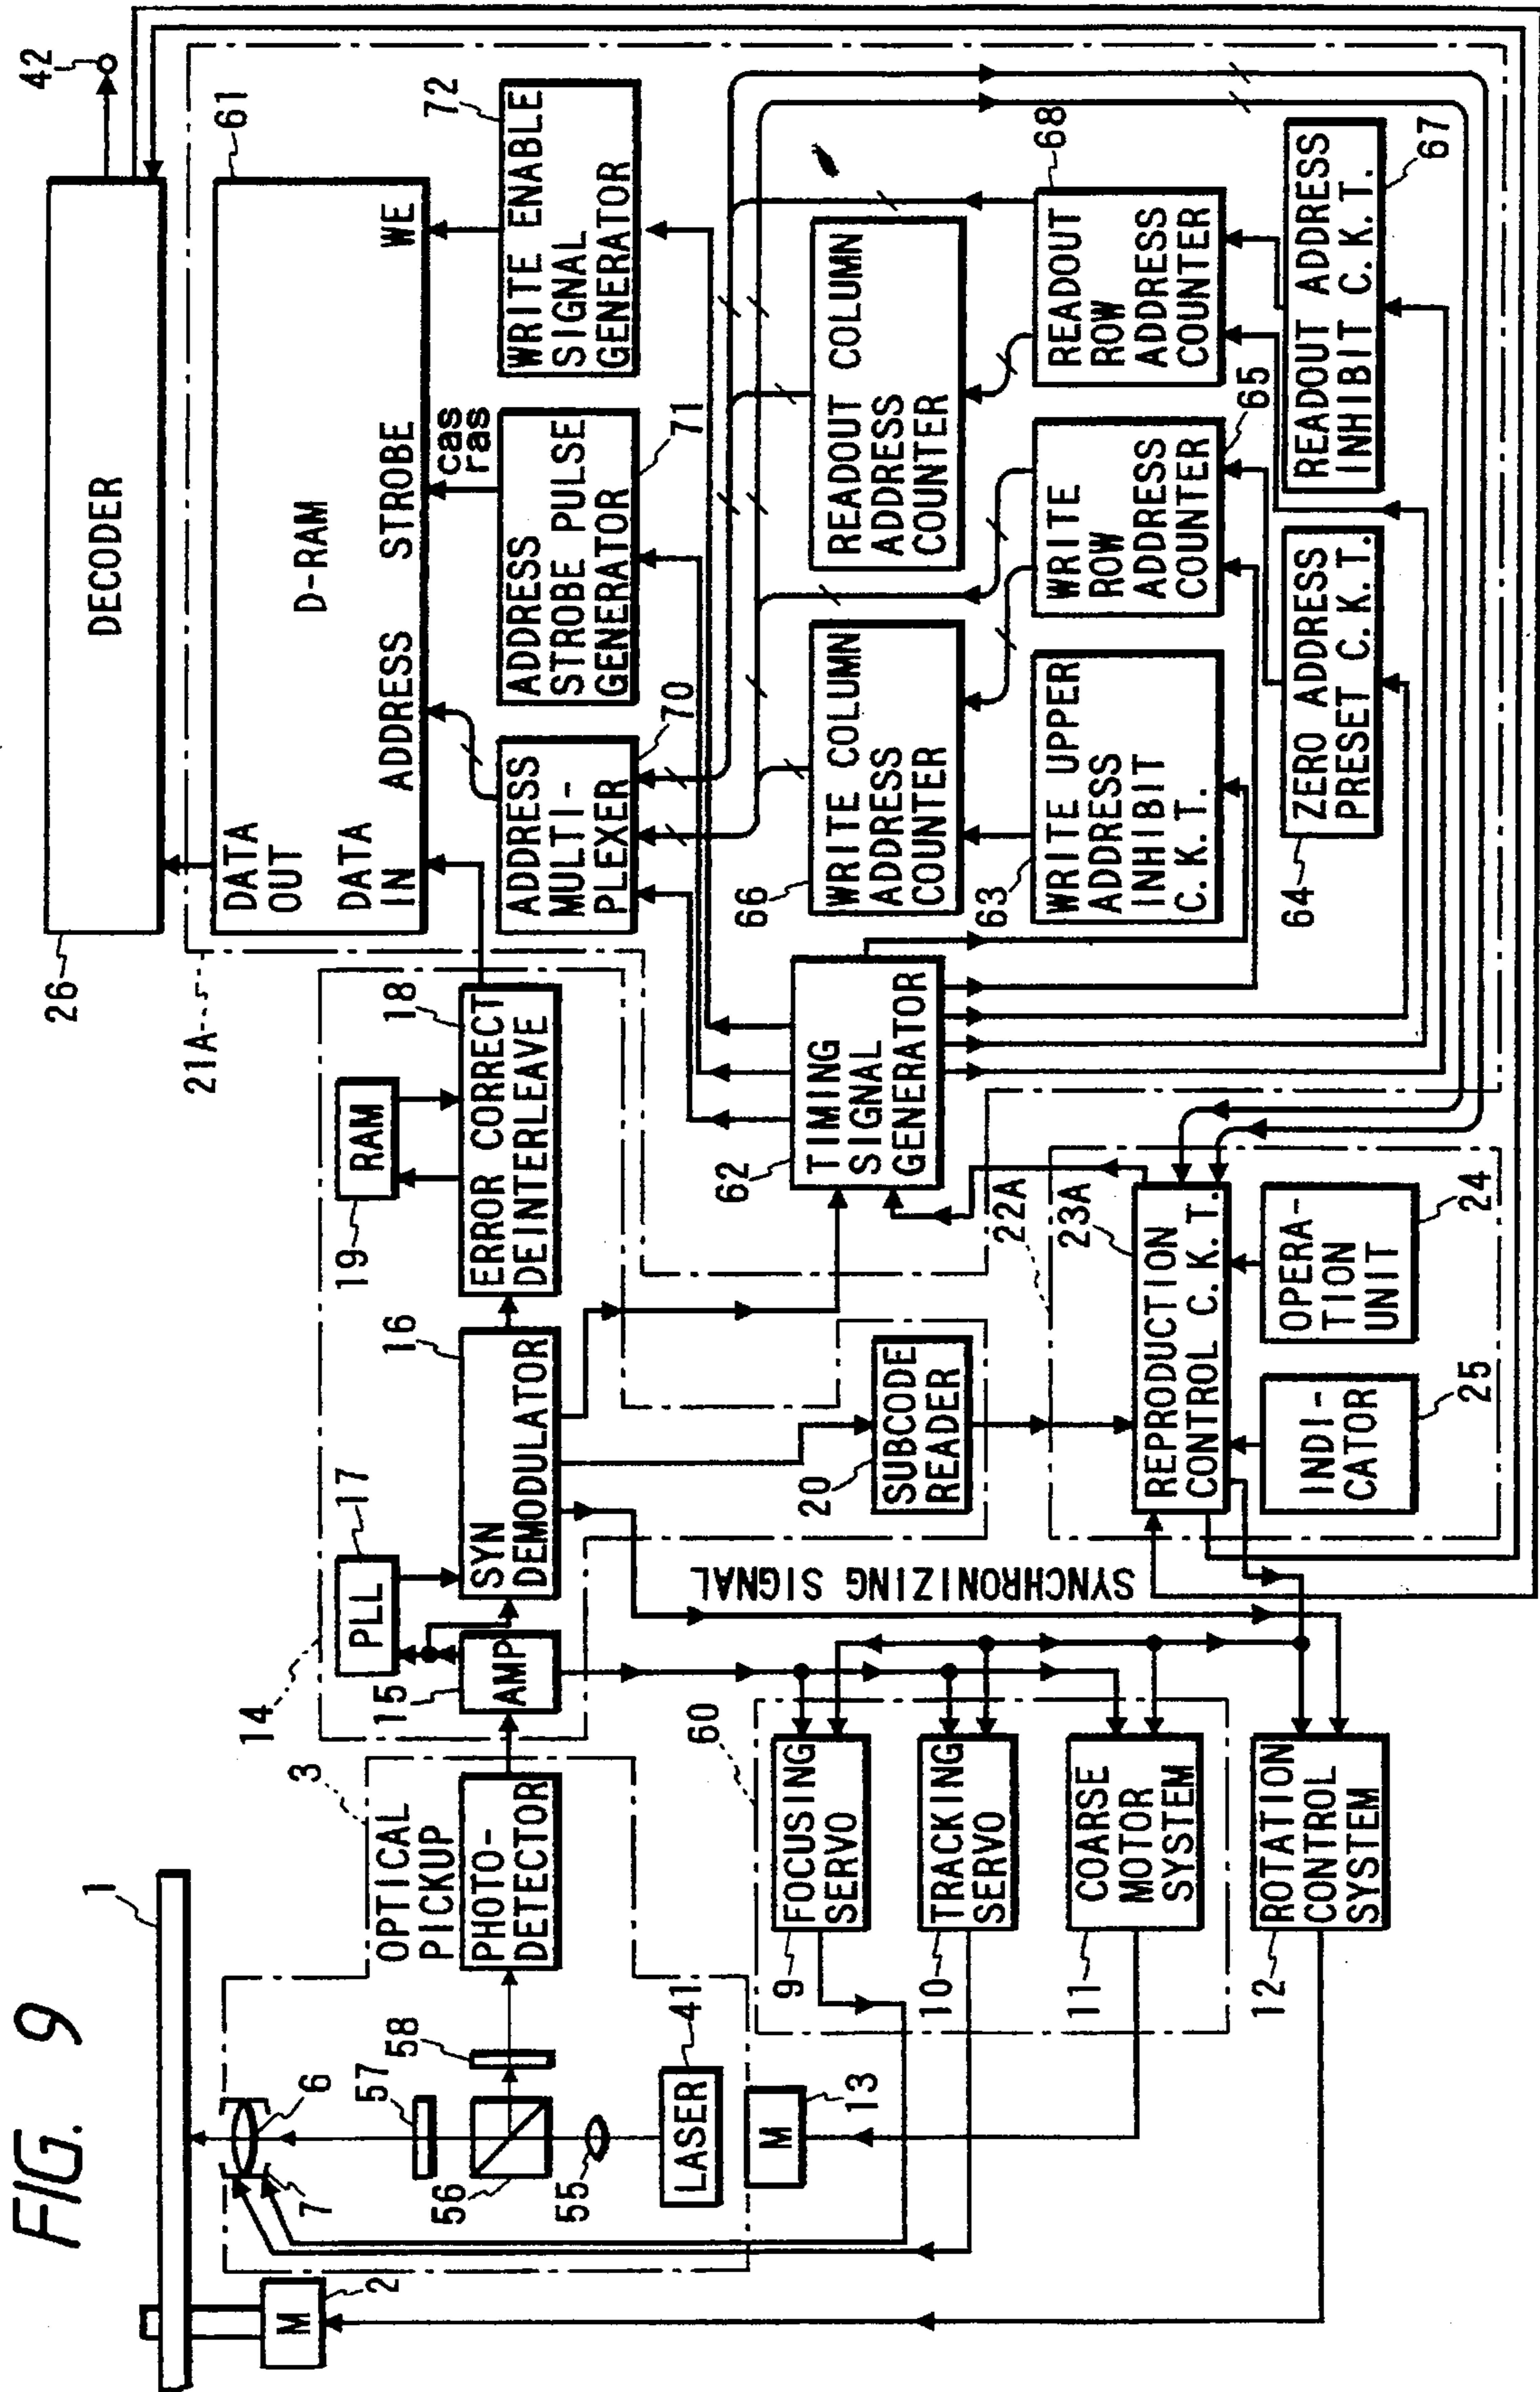 FIG. 9
1
M
2
7
6
57
56
58
55
LASER
41
M
13
3
OPTICAL
PICKUP
PHOTO-
DETECTOR
14
15
AMP
PLL
17
SYN
DEMODULATOR
16
RAM
19
ERROR CORRECT
DEINTERLEAVE
18
SUBCODE
READER
20
60
FOCUSING
SERVO
9
TRACKING
SERVO
10
COARSE
MOTOR
SYSTEM
11
ROTATION
CONTROL
SYSTEM
12
SYNCHRONIZING SIGNAL
22A
23A
REPRODUCTION
CONTROL C.K.T.
INDI-
CATOR
25
OPERA-
TION
UNIT
24
21A
26
DECODER
42
D-RAM
61
DATA
OUT
DATA
IN
ADDRESS
STROBE
WE
cas
ras
ADDRESS
MULTI-
PLEXER
70
ADDRESS
STROBE PULSE
GENERATOR
71
WRITE ENABLE
SIGNAL
GENERATOR
72
TIMING
SIGNAL
GENERATOR
62
66
WRITE COLUMN
ADDRESS
COUNTER
READOUT COLUMN
ADDRESS
COUNTER
63
WRITE UPPER
ADDRESS
INHIBIT
C.K.T.
WRITE
ROW
ADDRESS
COUNTER
65
READOUT
ROW
ADDRESS
COUNTER
68
64
ZERO ADDRESS
PRESET C.K.T.
READOUT ADDRESS
INHIBIT C.K.T.
67